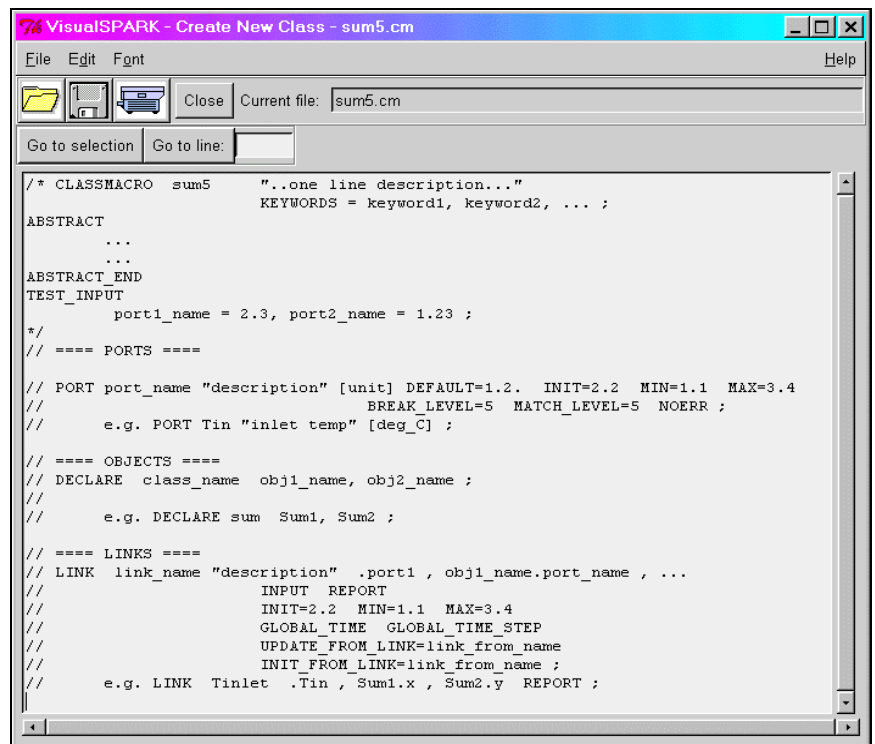 VisualSPARK - Create New Class - sum5.cm
File Edit Font Help
Close Current file: sum5.cm
Go to selection Go to line:
/* CLASSMACRO sum5 "..one line description..."
KEYWORDS = keyword1, keyword2, ... ;
ABSTRACT
...
...
ABSTRACT_END
TEST_INPUT
port1_name = 2.3, port2_name = 1.23 ;
*/
// ==== PORTS ====
// PORT port_name "description" [unit] DEFAULT=1.2. INIT=2.2 MIN=1.1 MAX=3.4
// BREAK_LEVEL=5 MATCH_LEVEL=5 NOERR ;
// e.g. PORT Tin "inlet temp" [deg_C] ;
// ==== OBJECTS ====
// DECLARE class_name obj1_name, obj2_name ;
//
// e.g. DECLARE sum Sum1, Sum2 ;
// ==== LINKS ====
// LINK link_name "description" .port1 , obj1_name.port_name , ...
// INPUT REPORT
// INIT=2.2 MIN=1.1 MAX=3.4
// GLOBAL_TIME GLOBAL_TIME_STEP
// UPDATE_FROM_LINK=link_from_name
// INIT_FROM_LINK=link_from_name ;
// e.g. LINK Tinlet .Tin , Sum1.x , Sum2.y REPORT ;